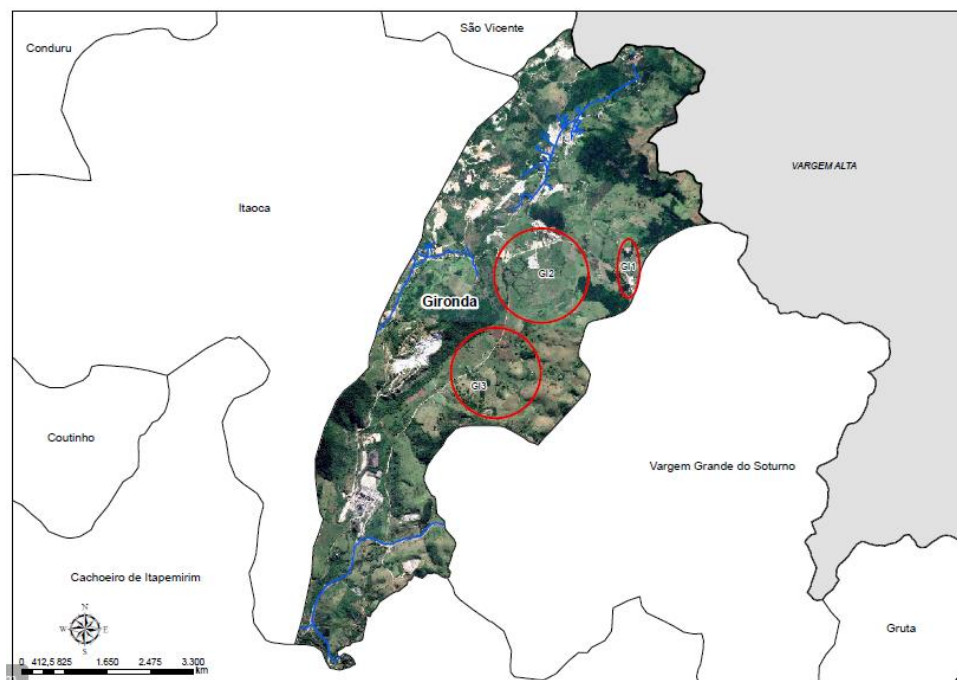 São Vicente
Conduru
VARGEM ALTA
Itaoca
GI1
GI2
Gironda
GI3
Coutinho
Vargem Grande do Soturno
Cachoeiro de Itapemirim
N
W E
S
Gruta
0 412,5 825 1.650 2.475 3.300
km